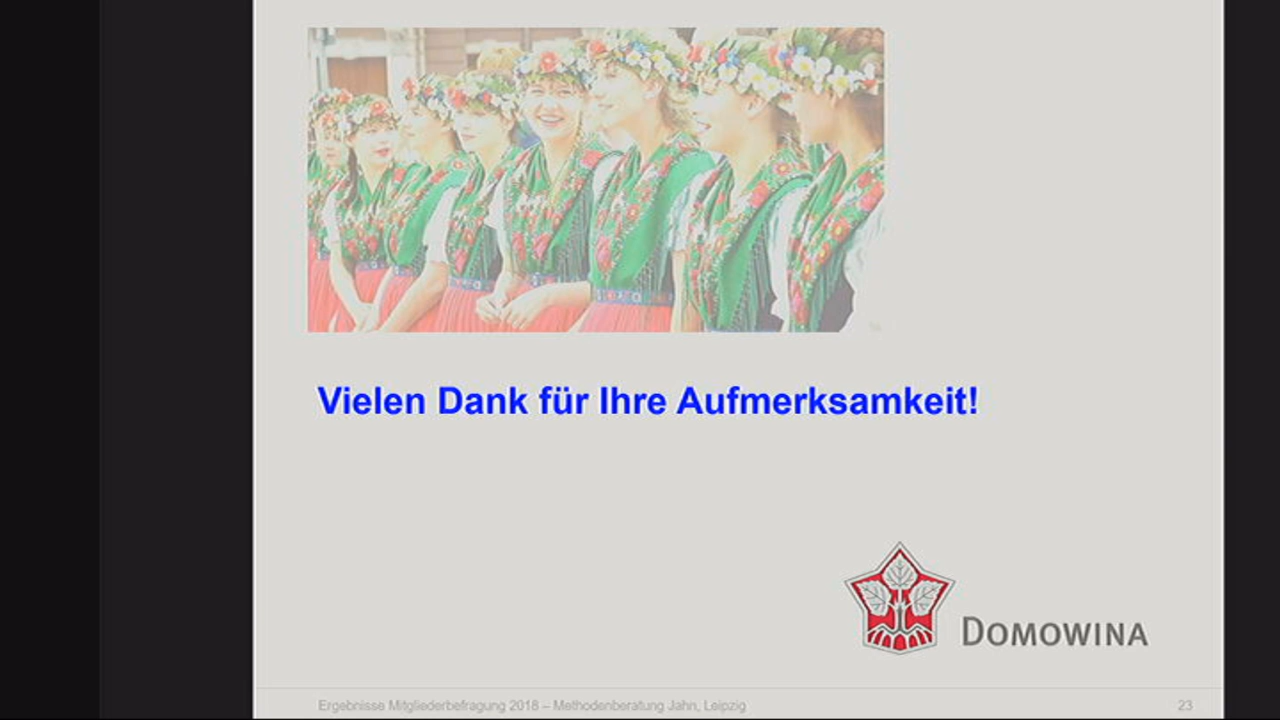 Vielen Dank für Ihre Aufmerksamkeit!
DOMOWINA
Ergebnisse Mitgliederbefragung 2018 – Methodenberatung Jahn, Leipzig
23